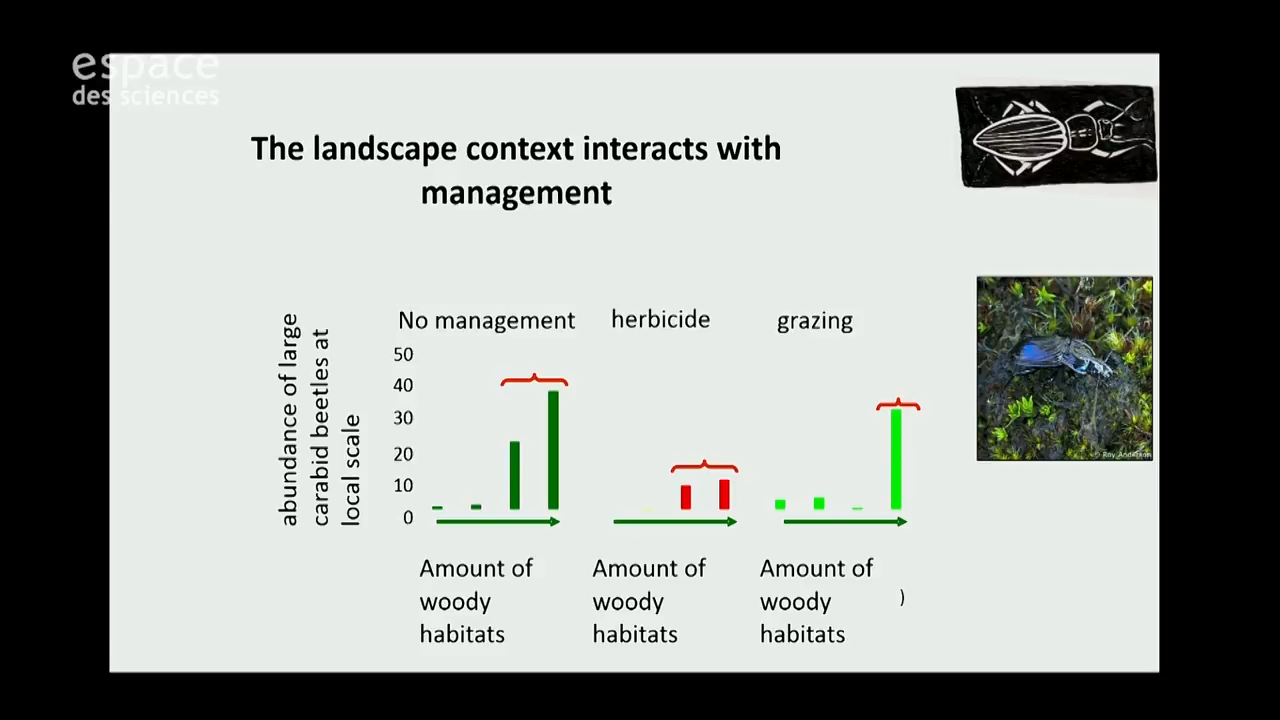 espace
des sciences
The landscape context interacts with
management
No management
herbicide
grazing
abundance of large
carabid beetles at
local scale
50
40
30
20
10
0
Amount of
woody
habitats
Amount of
woody
habitats
Amount of
woody
habitats
)
© Roy Anderson